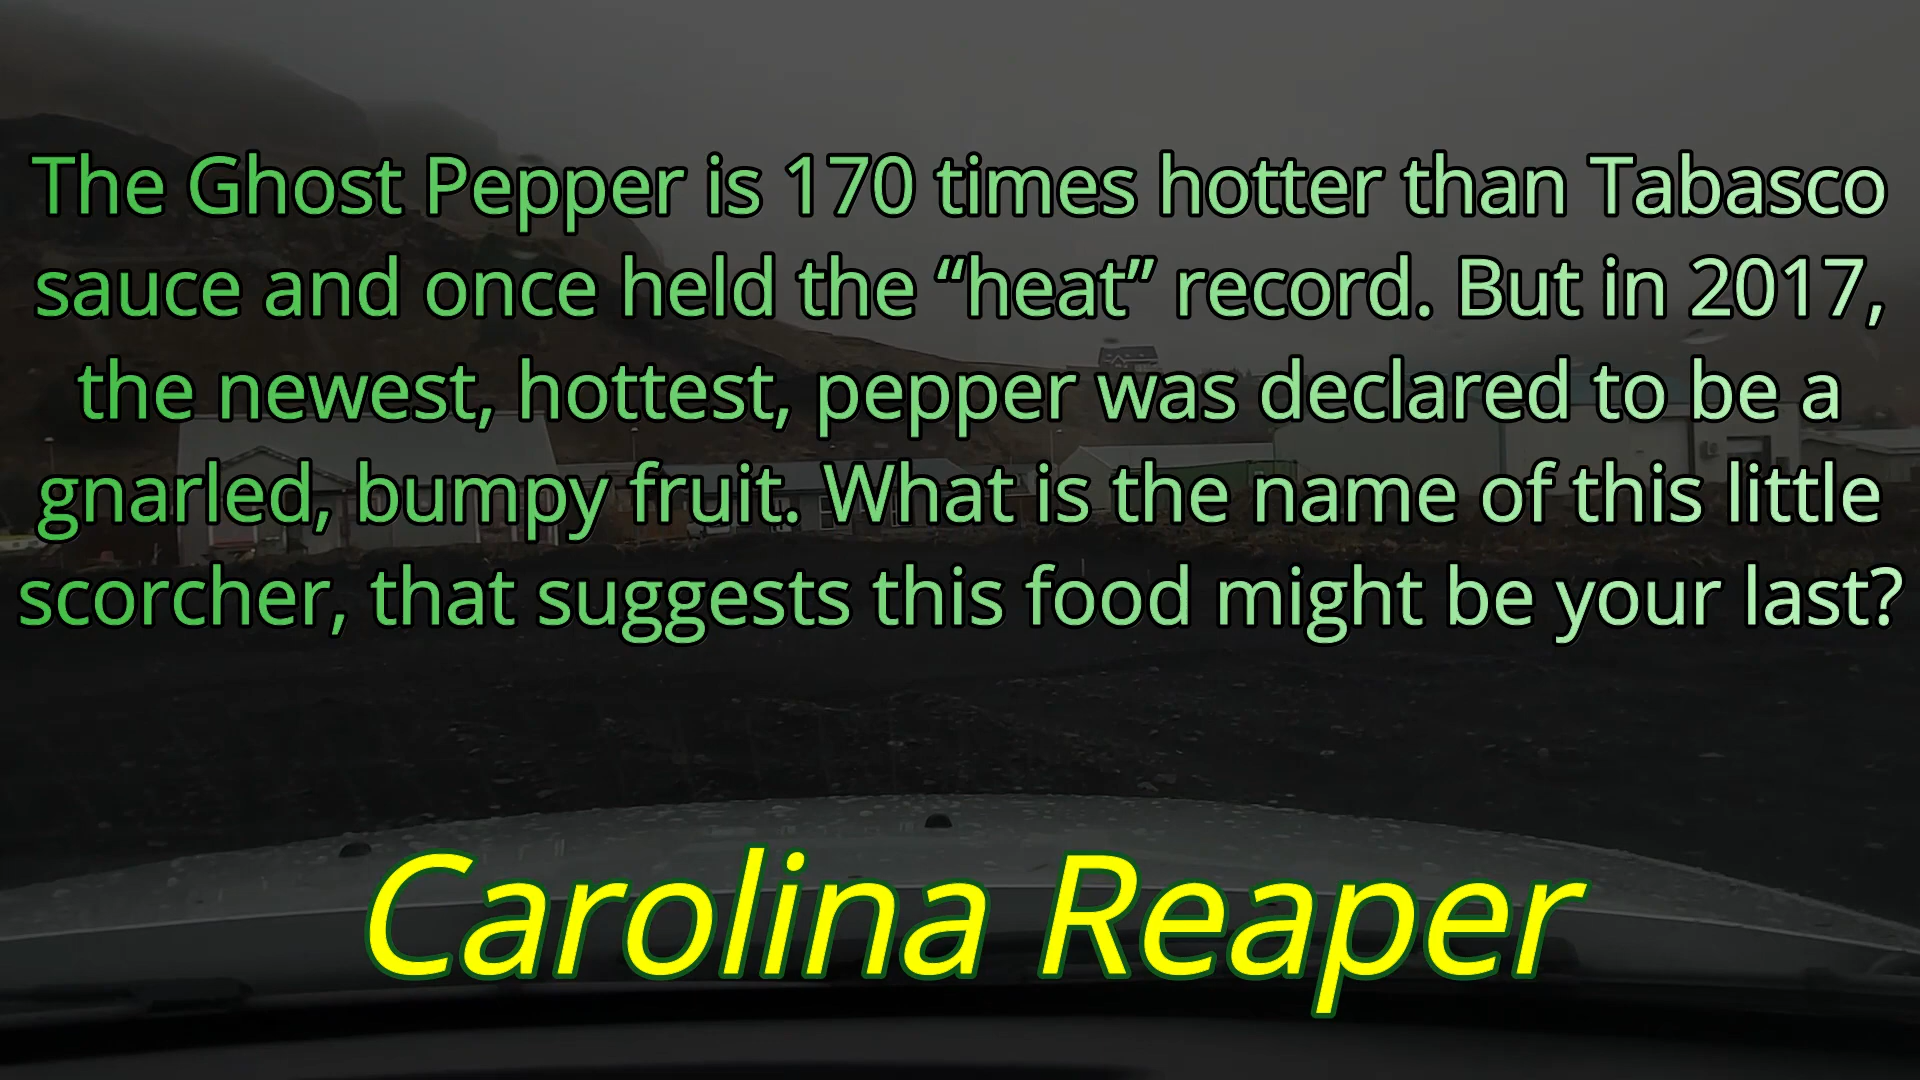 The Ghost Pepper is 170 times hotter than Tabasco
sauce and once held the “heat” record. But in 2017,
the newest, hottest, pepper was declared to be a
gnarled, bumpy fruit. What is the name of this little
scorcher, that suggests this food might be your last?
Carolina Reaper